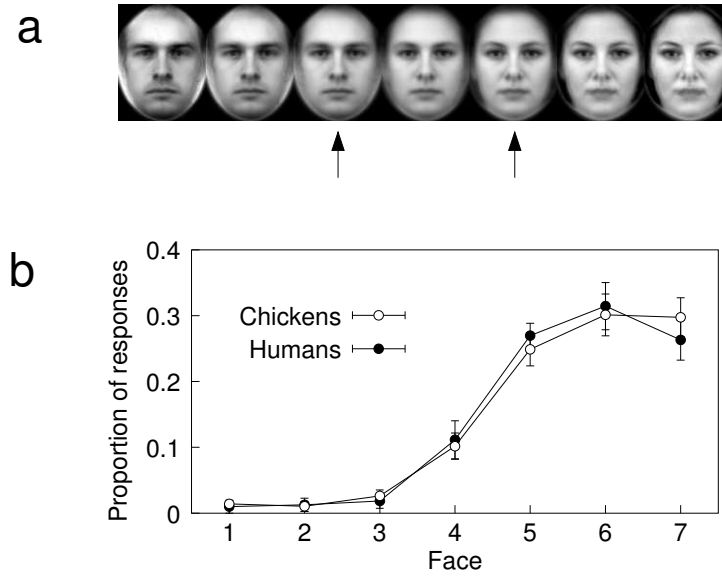 a
b
Proportion of responses
0.4
0.3
0.2
0.1
0
Chickens
Humans
1 2 3 4 5 6 7
Face